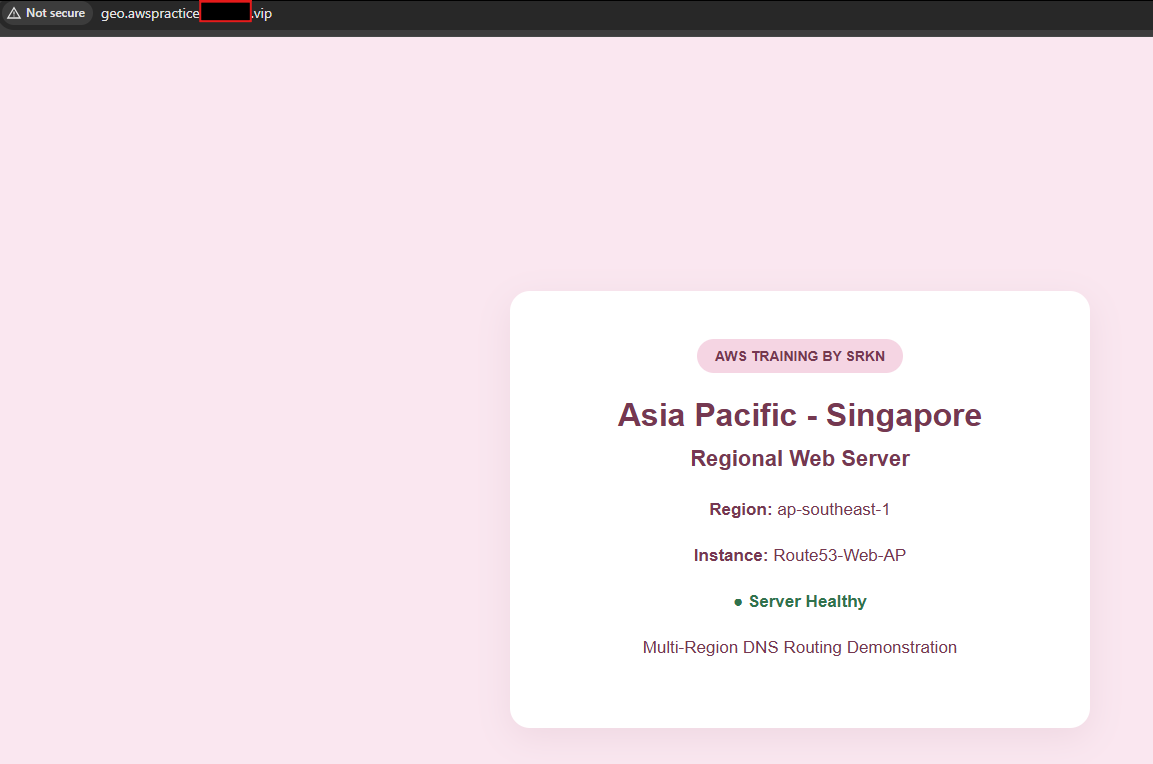 Not secure geo.awspractice .vip
AWS TRAINING BY SRKN
Asia Pacific - Singapore
Regional Web Server
Region: ap-southeast-1
Instance: Route53-Web-AP
● Server Healthy
Multi-Region DNS Routing Demonstration